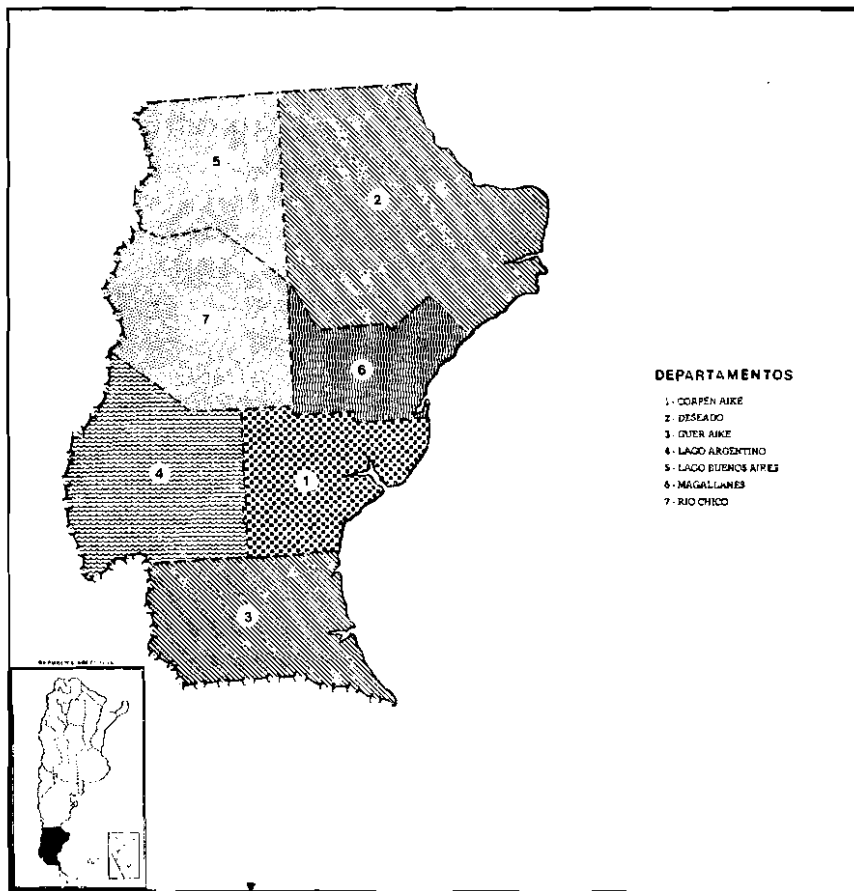 5
2
7
6
4
1
3
DEPARTAMENTOS
1 - CORPEN AIKE
2 - DESEADO
3 - GUER AIKE
4 - LAGO ARGENTINO
5 - LAGO BUENOS AIRES
6 - MAGALLANES
7 - RIO CHICO